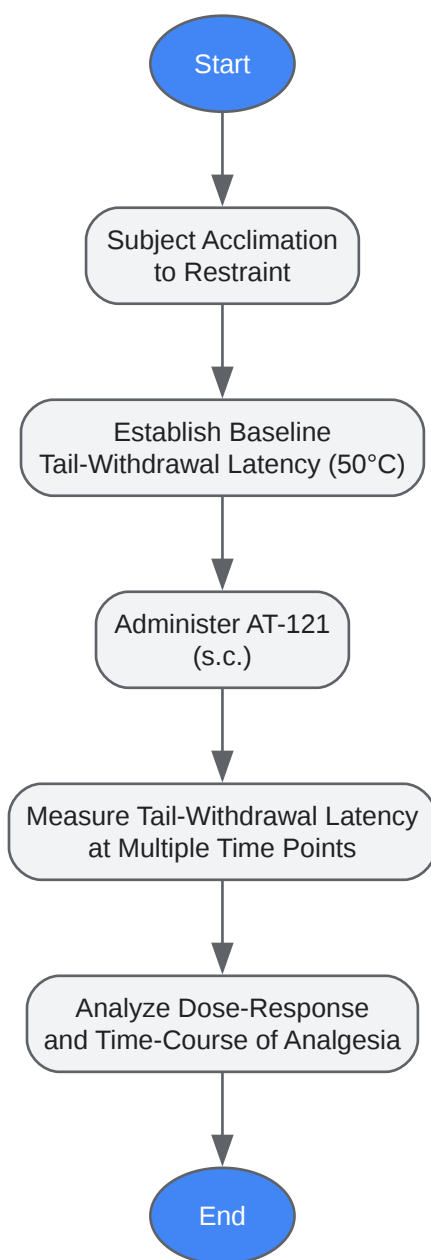 Start
Subject Acclimation
to Restraint
Establish Baseline
Tail-Withdrawal Latency (50°C)
Administer AT-121
(s.c.)
Measure Tail-Withdrawal Latency
at Multiple Time Points
Analyze Dose-Response
and Time-Course of Analgesia
End